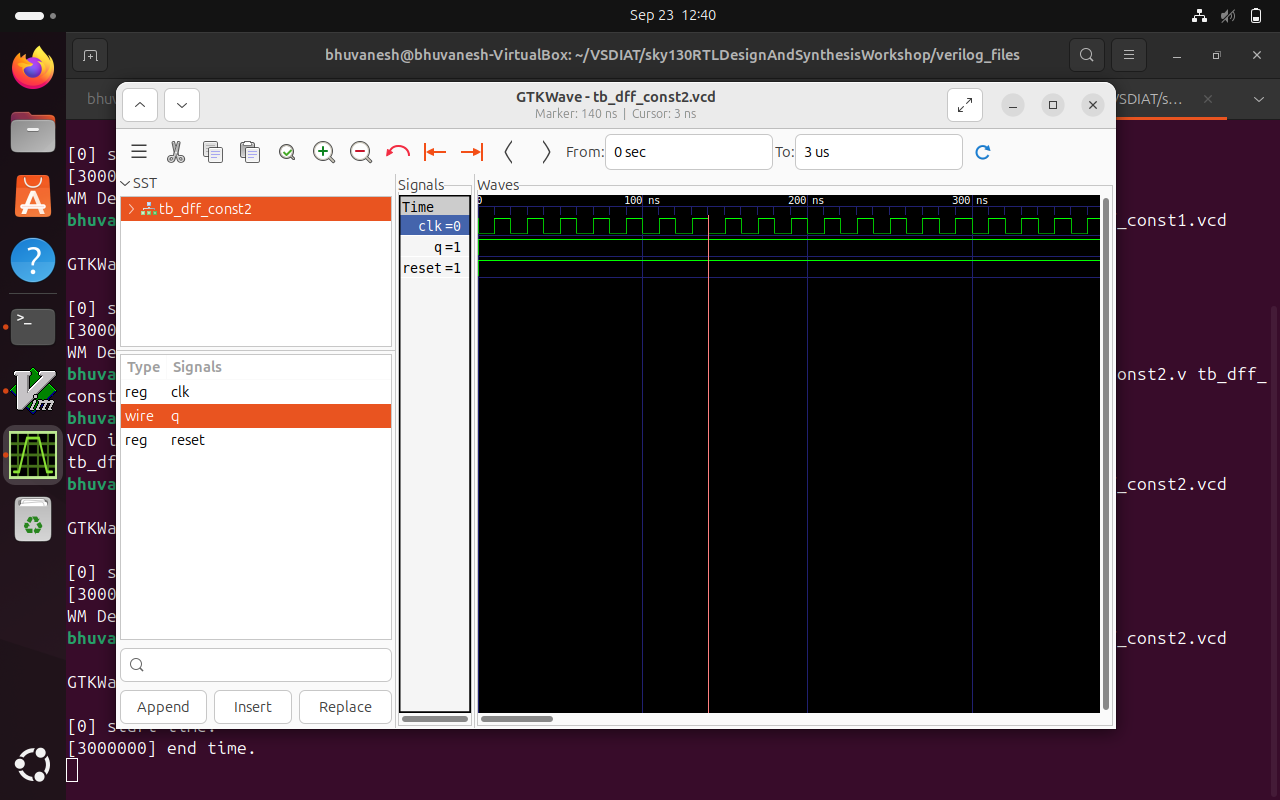 Sep 23 12:40
bhuvanesh@bhuvanesh-VirtualBox: ~/VSDIAT/sky130RTLDesignAndSynthesisWorkshop/verilog_files
bhuv
VSDIAT/s...
GTKWave - tb_dff_const2.vcd
Marker: 140 ns | Cursor: 3 ns
From: 0 sec To: 3 us
SST
tb_dff_const2
Type Signals
reg clk
wire q
reg reset
Append Insert Replace
Signals
Time
clk=0
q=1
reset=1
Waves
0 100 ns 200 ns 300 ns
[0] s
[3000
WM De
bhuva _const1.vcd
GTKWa
[0] s
[3000
WM De
bhuva onst2.v tb_dff_
const
bhuva
VCD i
tb_df
bhuva _const2.vcd
GTKWa
[0] s
[3000
WM De
bhuva _const2.vcd
GTKWa
[0] start time.
[3000000] end time.